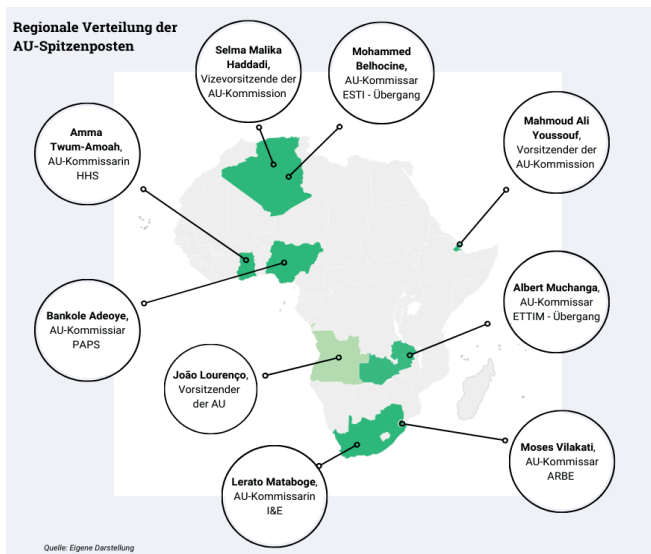 Regionale Verteilung der
AU-Spitzenposten
Selma Malika
Haddadi,
Vizevorsitzende der
AU-Kommission
Mohammed
Belhocine,
AU-Kommissar
ESTI - Übergang
Mahmoud Ali
Youssouf,
Vorsitzender der
AU-Kommission
Amma
Twum-Amoah,
AU-Kommissarin
HHS
Albert Muchanga,
AU-Kommissar
ETTIM - Übergang
Bankole Adeoye,
AU-Kommissiar
PAPS
João Lourenço,
Vorsitzender
der AU
Moses Vilakati,
AU-Kommissar
ARBE
Lerato Mataboge,
AU-Kommissarin
I&E
Quelle: Eigene Darstellung